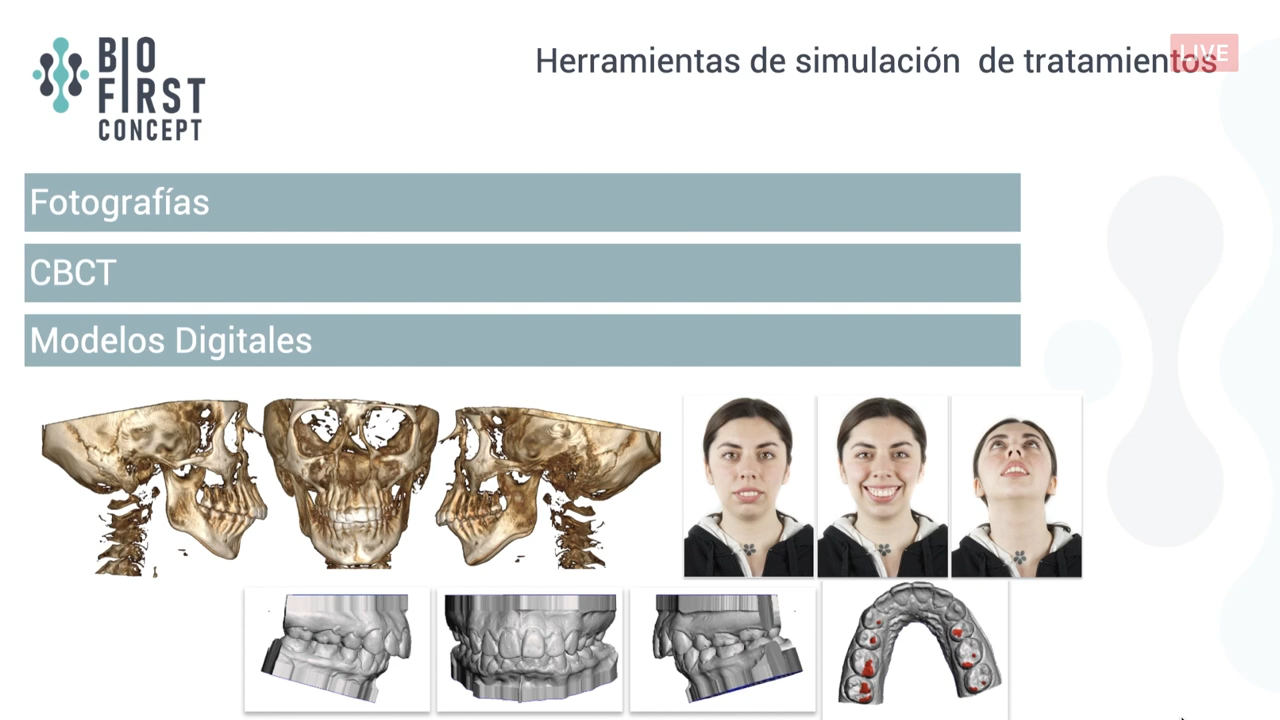 BIO
FIRST
CONCEPT
Herramientas de simulación  de tratamientos
LIVE
Fotografías
CBCT
Modelos Digitales